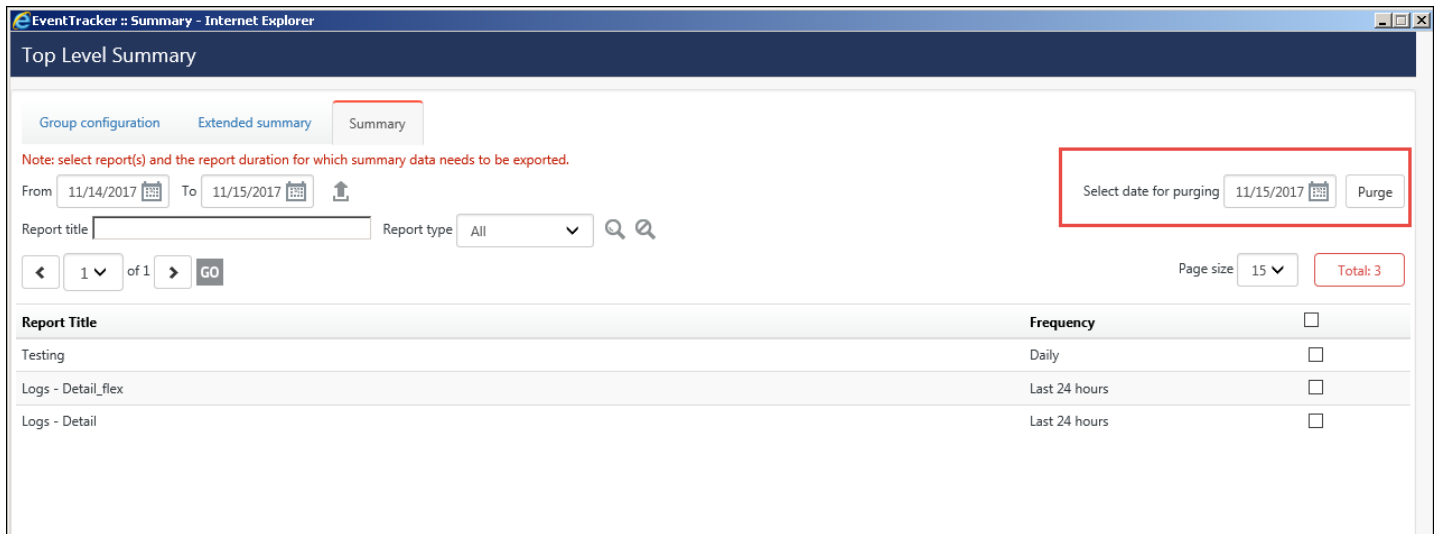 EventTracker :: Summary - Internet Explorer
Top Level Summary
Group configuration Extended summary Summary
Note: select report(s) and the report duration for which summary data needs to be exported.
From 11/14/2017 To 11/15/2017 Select date for purging 11/15/2017 Purge
Report title Report type All
1 of 1 GO Page size 15 Total: 3
Report Title Frequency
Testing Daily
Logs - Detail_flex Last 24 hours
Logs - Detail Last 24 hours